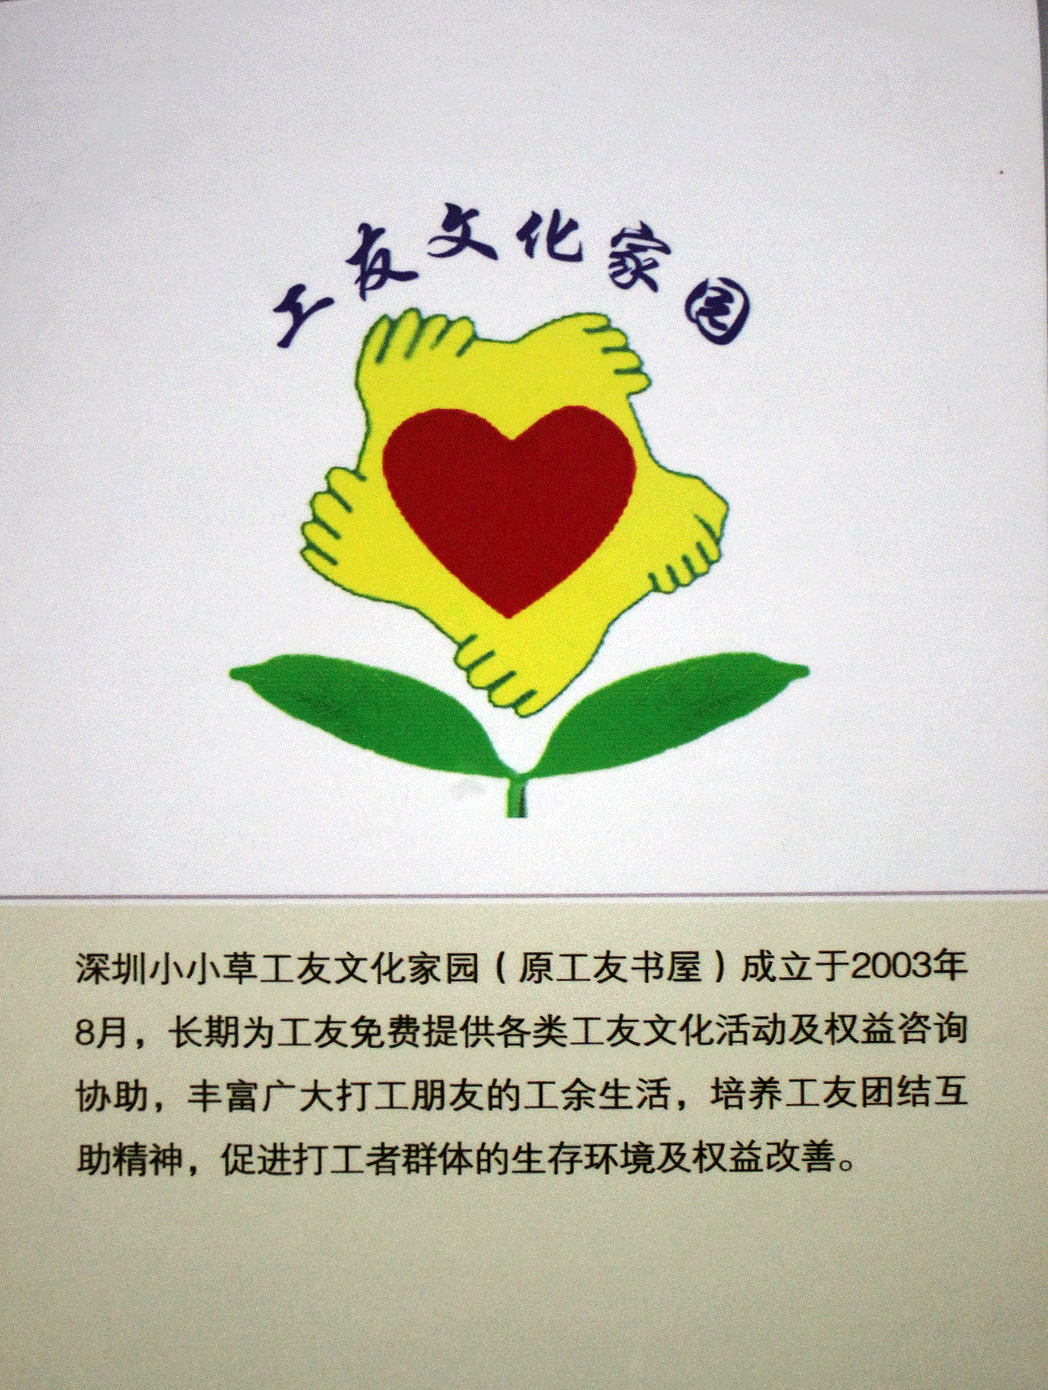 工友文化家园
深圳小小草工友文化家园（原工友书屋）成立于2003年
8月，长期为工友免费提供各类工友文化活动及权益咨询
协助，丰富广大打工朋友的工余生活，培养工友团结互
助精神，促进打工者群体的生存环境及权益改善。